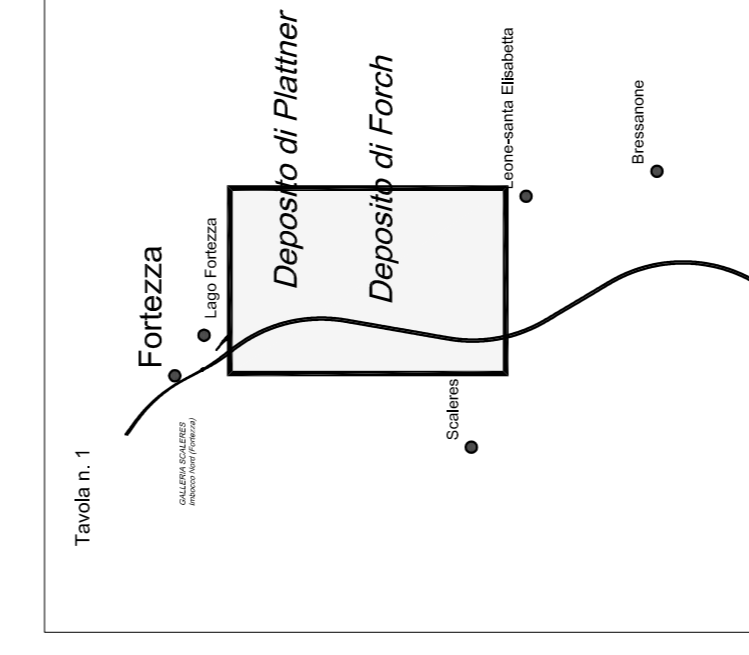 Tavola n. 1
Fortezza
GALLERIA SCALERES
Imbocco Nord (Fortezza)
Lago Fortezza
Deposito di Plattner
Deposito di Forch
Scaleres
Leone-santa Elisabetta
Bressanone